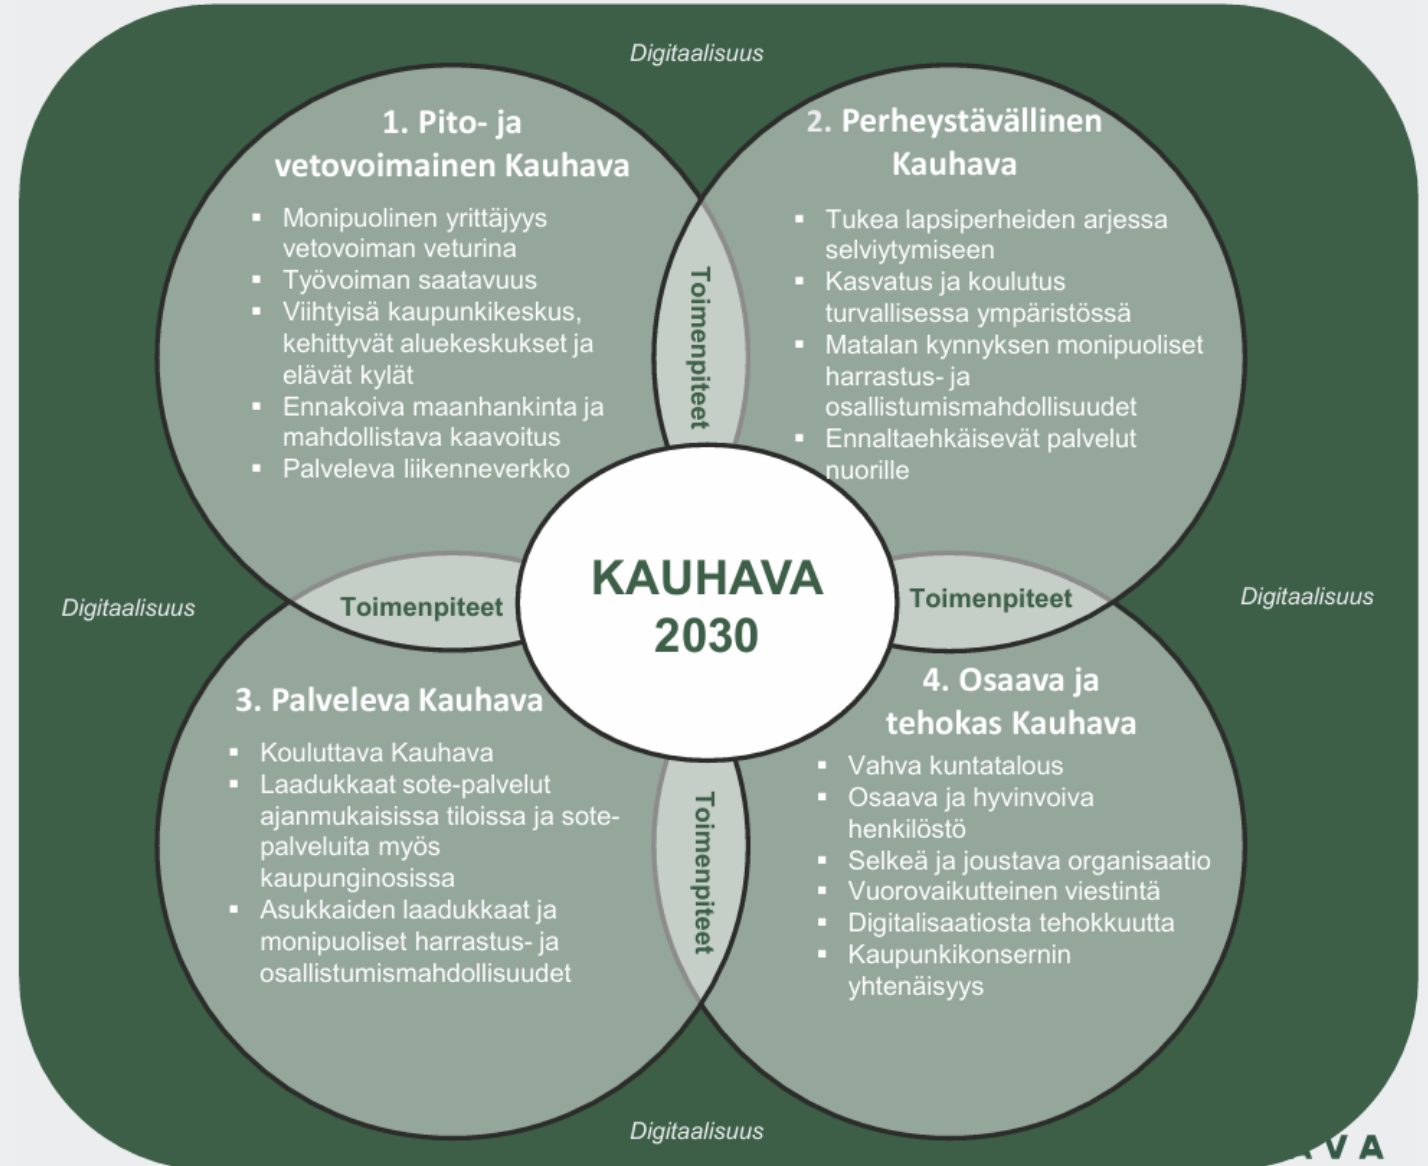 Digitaalisuus
1. Pito- ja
vetovoimainen Kauhava
▪ Monipuolinen yrittäjyys
vetovoiman veturina
▪ Työvoiman saatavuus
▪ Viihtyisä kaupunkikeskus,
kehittyvät aluekeskukset ja
elävät kylät
▪ Ennakoiva maanhankinta ja
mahdollistava kaavoitus
▪ Palveleva liikenneverkko
2. Perheystävällinen
Kauhava
▪ Tukea lapsiperheiden arjessa
selviytymiseen
▪ Kasvatus ja koulutus
turvallisessa ympäristössä
▪ Matalan kynnyksen monipuoliset
harrastus- ja
osallistumismahdollisuudet
▪ Ennaltaehkäisevät palvelut
nuorille
Toimenpiteet
Digitaalisuus
Toimenpiteet
KAUHAVA
2030
Toimenpiteet
Digitaalisuus
3. Palveleva Kauhava
▪ Kouluttava Kauhava
▪ Laadukkaat sote-palvelut
ajanmukaisissa tiloissa ja sote-
palveluita myös
kaupunginosissa
▪ Asukkaiden laadukkaat ja
monipuoliset harrastus- ja
osallistumismahdollisuudet
Toimenpiteet
4. Osaava ja
tehokas Kauhava
▪ Vahva kuntatalous
▪ Osaava ja hyvinvoiva
henkilöstö
▪ Selkeä ja joustava organisaatio
▪ Vuorovaikutteinen viestintä
▪ Digitalisaatiosta tehokkuutta
▪ Kaupunkikonsernin
yhtenäisyys
Digitaalisuus